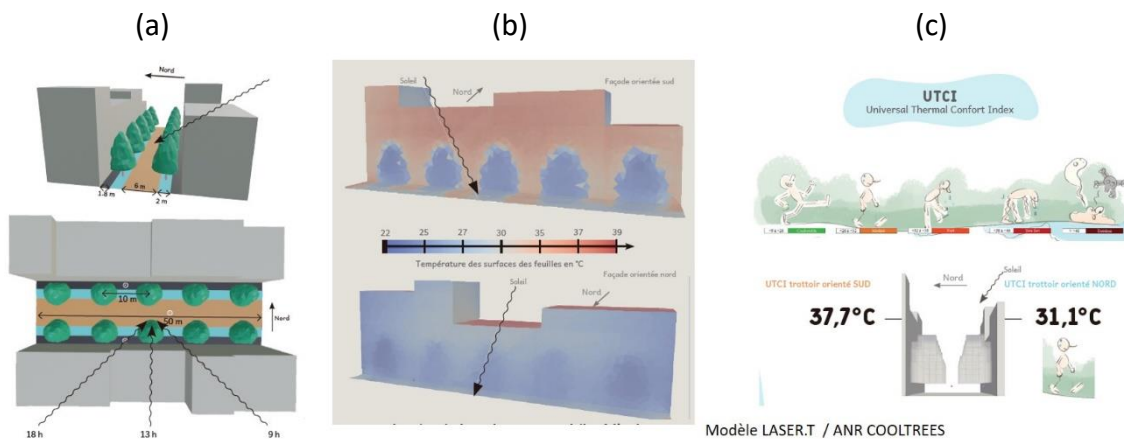 (a)
(b)
(c)
Nord
1.8 m
6 m
2 m
10 m
50 m
Nord
18 h
13 h
9 h
Soleil
Nord
Façade orientée sud
22 25 27 30 35 37 39
Température des surfaces des feuilles en °C
Façade orientée nord
Soleil
Nord
UTCI
Universal Thermal Confort Index
Nord
Soleil
UTCI trottoir orienté SUD
UTCI trottoir orienté NORD
37,7°C
31,1°C
Modèle LASER.T / ANR COOLTREES